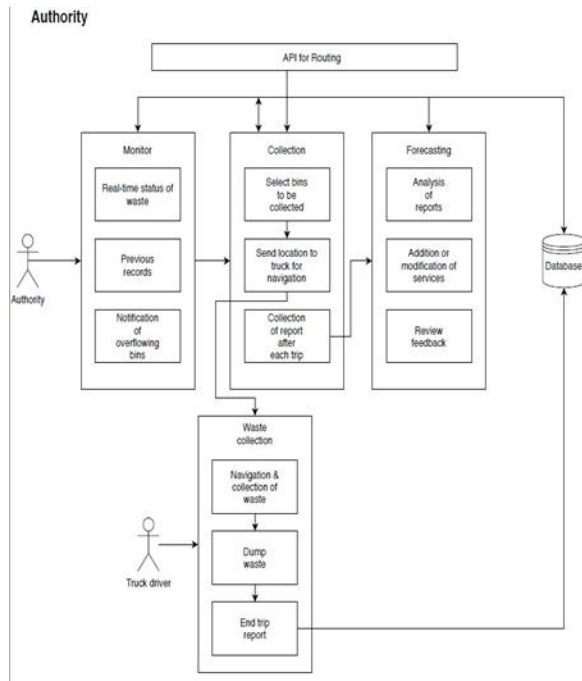 Authority
API for Routing
Monitor
Real-time status of
waste
Previous
records
Notification
of
overflowing
bins
Authority
Collection
Select bins
to be
collected
Send location to
truck for
navigation
Collection
of report
after
each trip
Forecasting
Analysis
of
reports
Addition or
modification of
services
Review
feedback
Database
Waste
collection
Navigation &
collection of
waste
Dump
waste
End trip
report
Truck driver